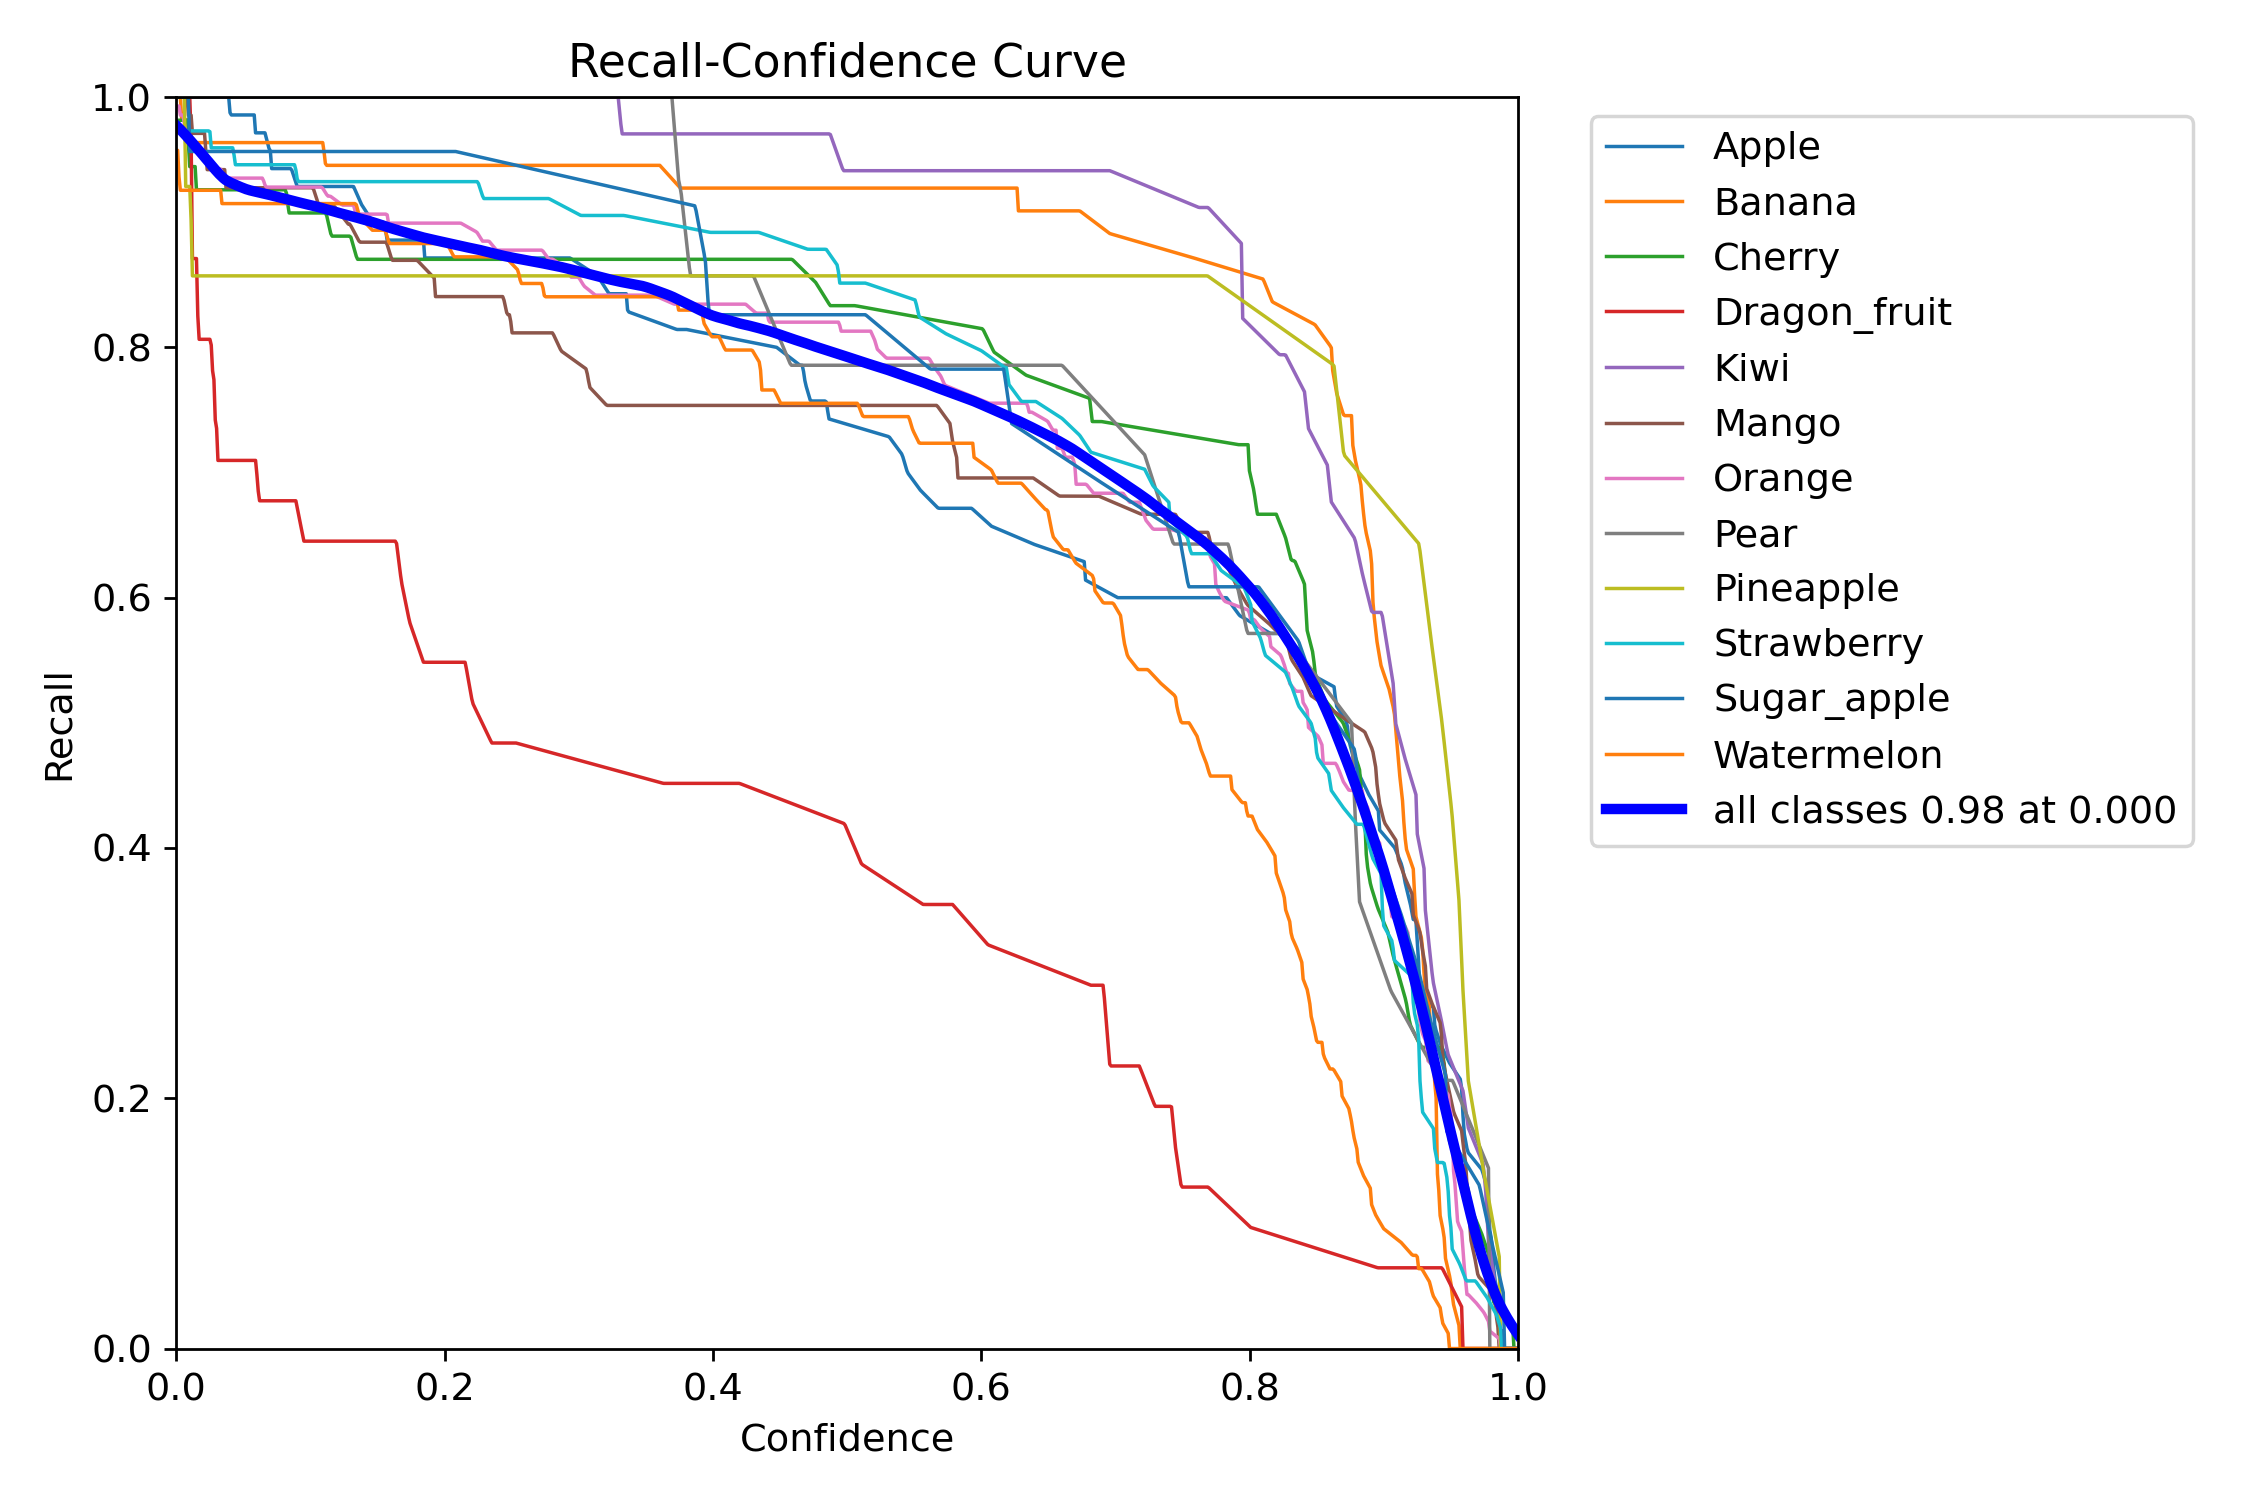 Recall-Confidence Curve
1.0
0.8
0.6
0.4
0.2
0.0
Recall
0.0 0.2 0.4 0.6 0.8 1.0
Confidence
Apple
Banana
Cherry
Dragon_fruit
Kiwi
Mango
Orange
Pear
Pineapple
Strawberry
Sugar_apple
Watermelon
all classes 0.98 at 0.000